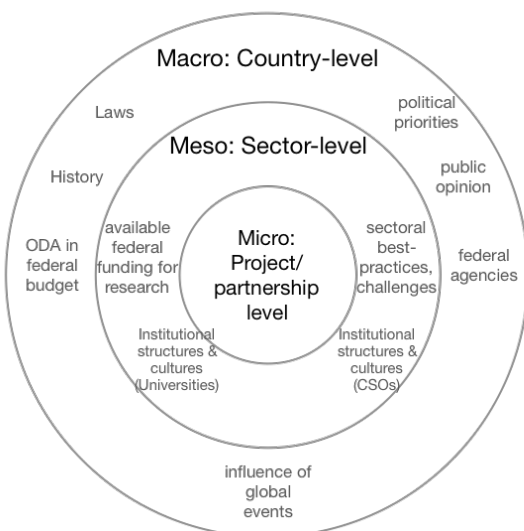 Macro: Country-level
Laws
political
priorities
Meso: Sector-level
History
public
opinion
ODA in
federal
budget
available
federal
funding for
research
Micro:
Project/
partnership
level
sectoral
best-
practices,
challenges
federal
agencies
Institutional
structures &
cultures
(Universities)
Institutional
structures &
cultures
(CSOs)
influence of
global
events